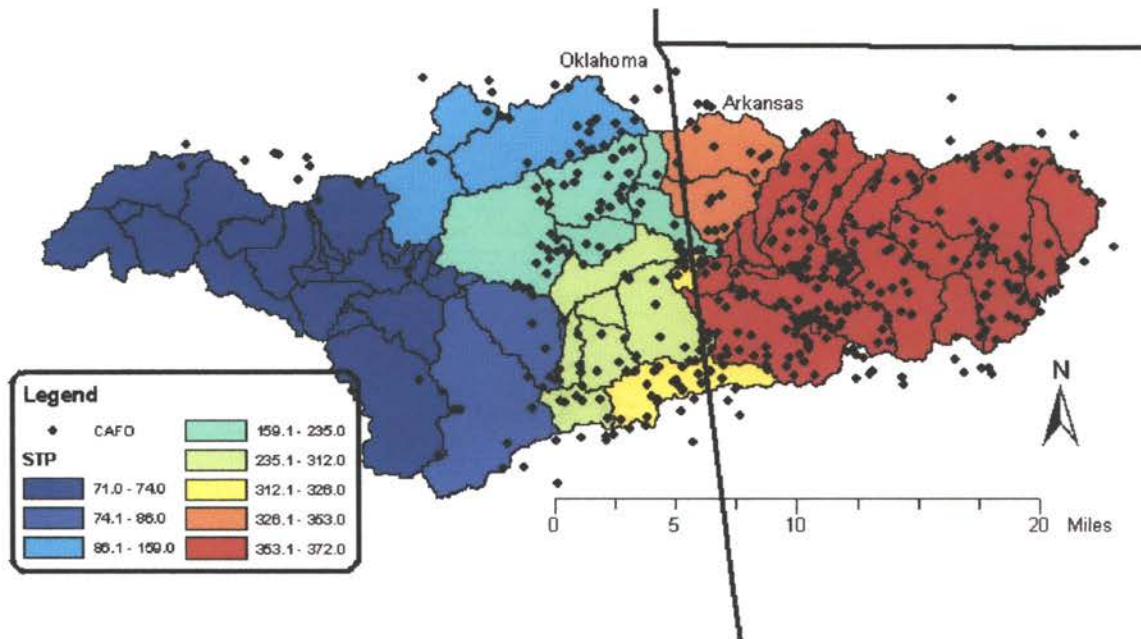 Oklahoma
Arkansas
N
Legend
CAFO
STP
71.0 - 74.0
74.1 - 86.0
86.1 - 159.0
159.1 - 235.0
235.1 - 312.0
312.1 - 326.0
326.1 - 353.0
353.1 - 372.0
0 5 10 20 Miles